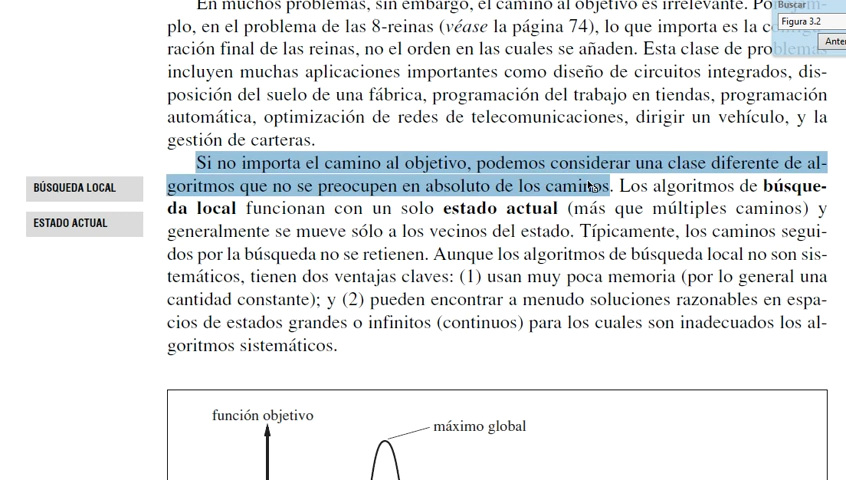 En muchos problemas, sin embargo, el camino al objetivo es irrelevante. Por
plo, en el problema de las 8-reinas (véase la página 74), lo que importa es la
ración final de las reinas, no el orden en las cuales se añaden. Esta clase de problemas
incluyen muchas aplicaciones importantes como diseño de circuitos integrados, dis-
posición del suelo de una fábrica, programación del trabajo en tiendas, programación
automática, optimización de redes de telecomunicaciones, dirigir un vehículo, y la
gestión de carteras.
Si no importa el camino al objetivo, podemos considerar una clase diferente de al-
goritmos que no se preocupen en absoluto de los caminos. Los algoritmos de búsque-
da local funcionan con un solo estado actual (más que múltiples caminos) y
generalmente se mueve sólo a los vecinos del estado. Típicamente, los caminos segui-
dos por la búsqueda no se retienen. Aunque los algoritmos de búsqueda local no son sis-
temáticos, tienen dos ventajas claves: (1) usan muy poca memoria (por lo general una
cantidad constante); y (2) pueden encontrar a menudo soluciones razonables en espa-
cios de estados grandes o infinitos (continuos) para los cuales son inadecuados los al-
goritmos sistemáticos.
BÚSQUEDA LOCAL
ESTADO ACTUAL
función objetivo
máximo global
Buscar
Figura 3.2
Anter